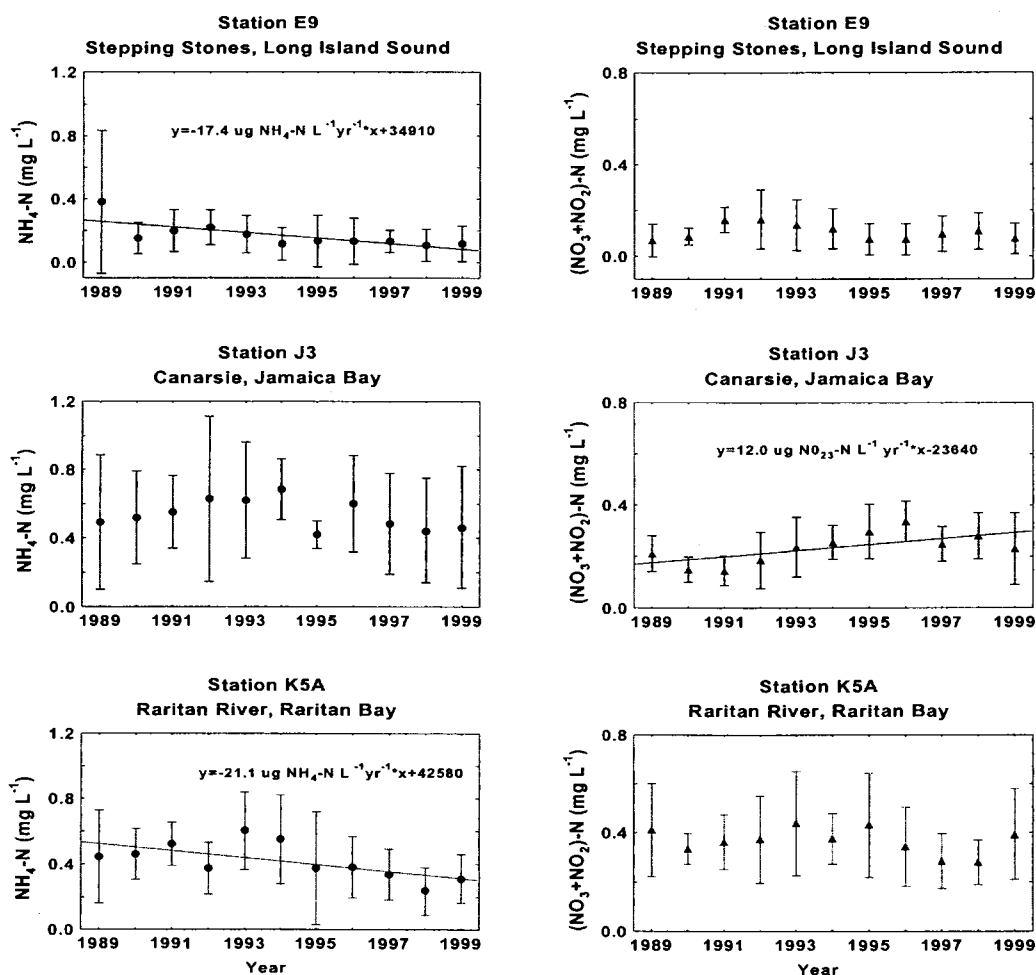 Station E9
Stepping Stones, Long Island Sound
NH₄-N (mg L⁻¹)
1.2
0.8
0.4
0.0
y=-17.4 ug NH₄-N L⁻¹yr⁻¹*x+34910
1989 1991 1993 1995 1997 1999
Station E9
Stepping Stones, Long Island Sound
(NO₃+NO₂)-N (mg L⁻¹)
0.8
0.4
0.0
1989 1991 1993 1995 1997 1999
Station J3
Canarsie, Jamaica Bay
NH₄-N (mg L⁻¹)
1.2
0.8
0.4
0.0
1989 1991 1993 1995 1997 1999
Station J3
Canarsie, Jamaica Bay
(NO₃+NO₂)-N (mg L⁻¹)
0.8
0.4
0.0
y=12.0 ug N0₂₃-N L⁻¹ yr⁻¹*x-23640
1989 1991 1993 1995 1997 1999
Station K5A
Raritan River, Raritan Bay
NH₄-N (mg L⁻¹)
1.2
0.8
0.4
0.0
y=-21.1 ug NH₄-N L⁻¹yr⁻¹*x+42580
1989 1991 1993 1995 1997 1999
Year
Station K5A
Raritan River, Raritan Bay
(NO₃+NO₂)-N (mg L⁻¹)
0.8
0.4
0.0
1989 1991 1993 1995 1997 1999
Year